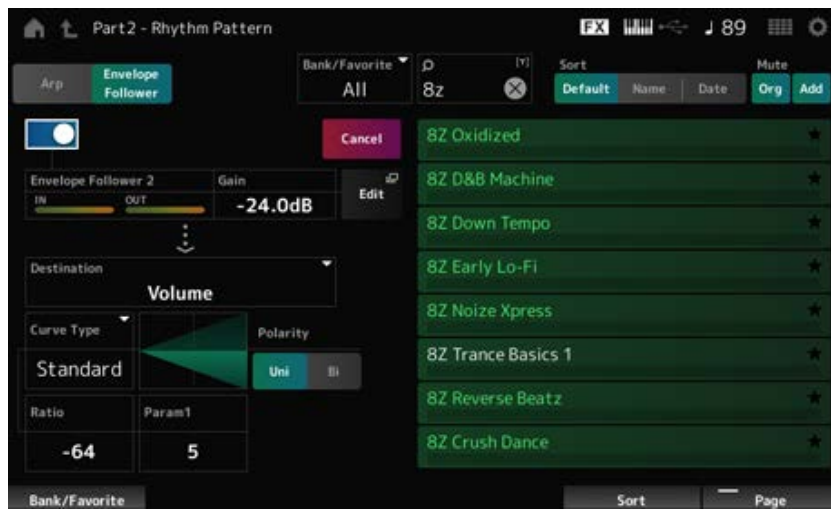 Part2 - Rhythm Pattern
FX
♩ 89
Arp
Envelope
Follower
Bank/Favorite
All
[Y]
8z
Sort
Default
Name
Date
Mute
Org
Add
Cancel
Envelope Follower 2
IN
OUT
Gain
-24.0dB
Edit
Destination
Volume
Curve Type
Standard
Polarity
Uni
Bi
Ratio
-64
Param1
5
8Z Oxidized
8Z D&B Machine
8Z Down Tempo
8Z Early Lo-Fi
8Z Noize Xpress
8Z Trance Basics 1
8Z Reverse Beatz
8Z Crush Dance
Bank/Favorite
Sort
Page